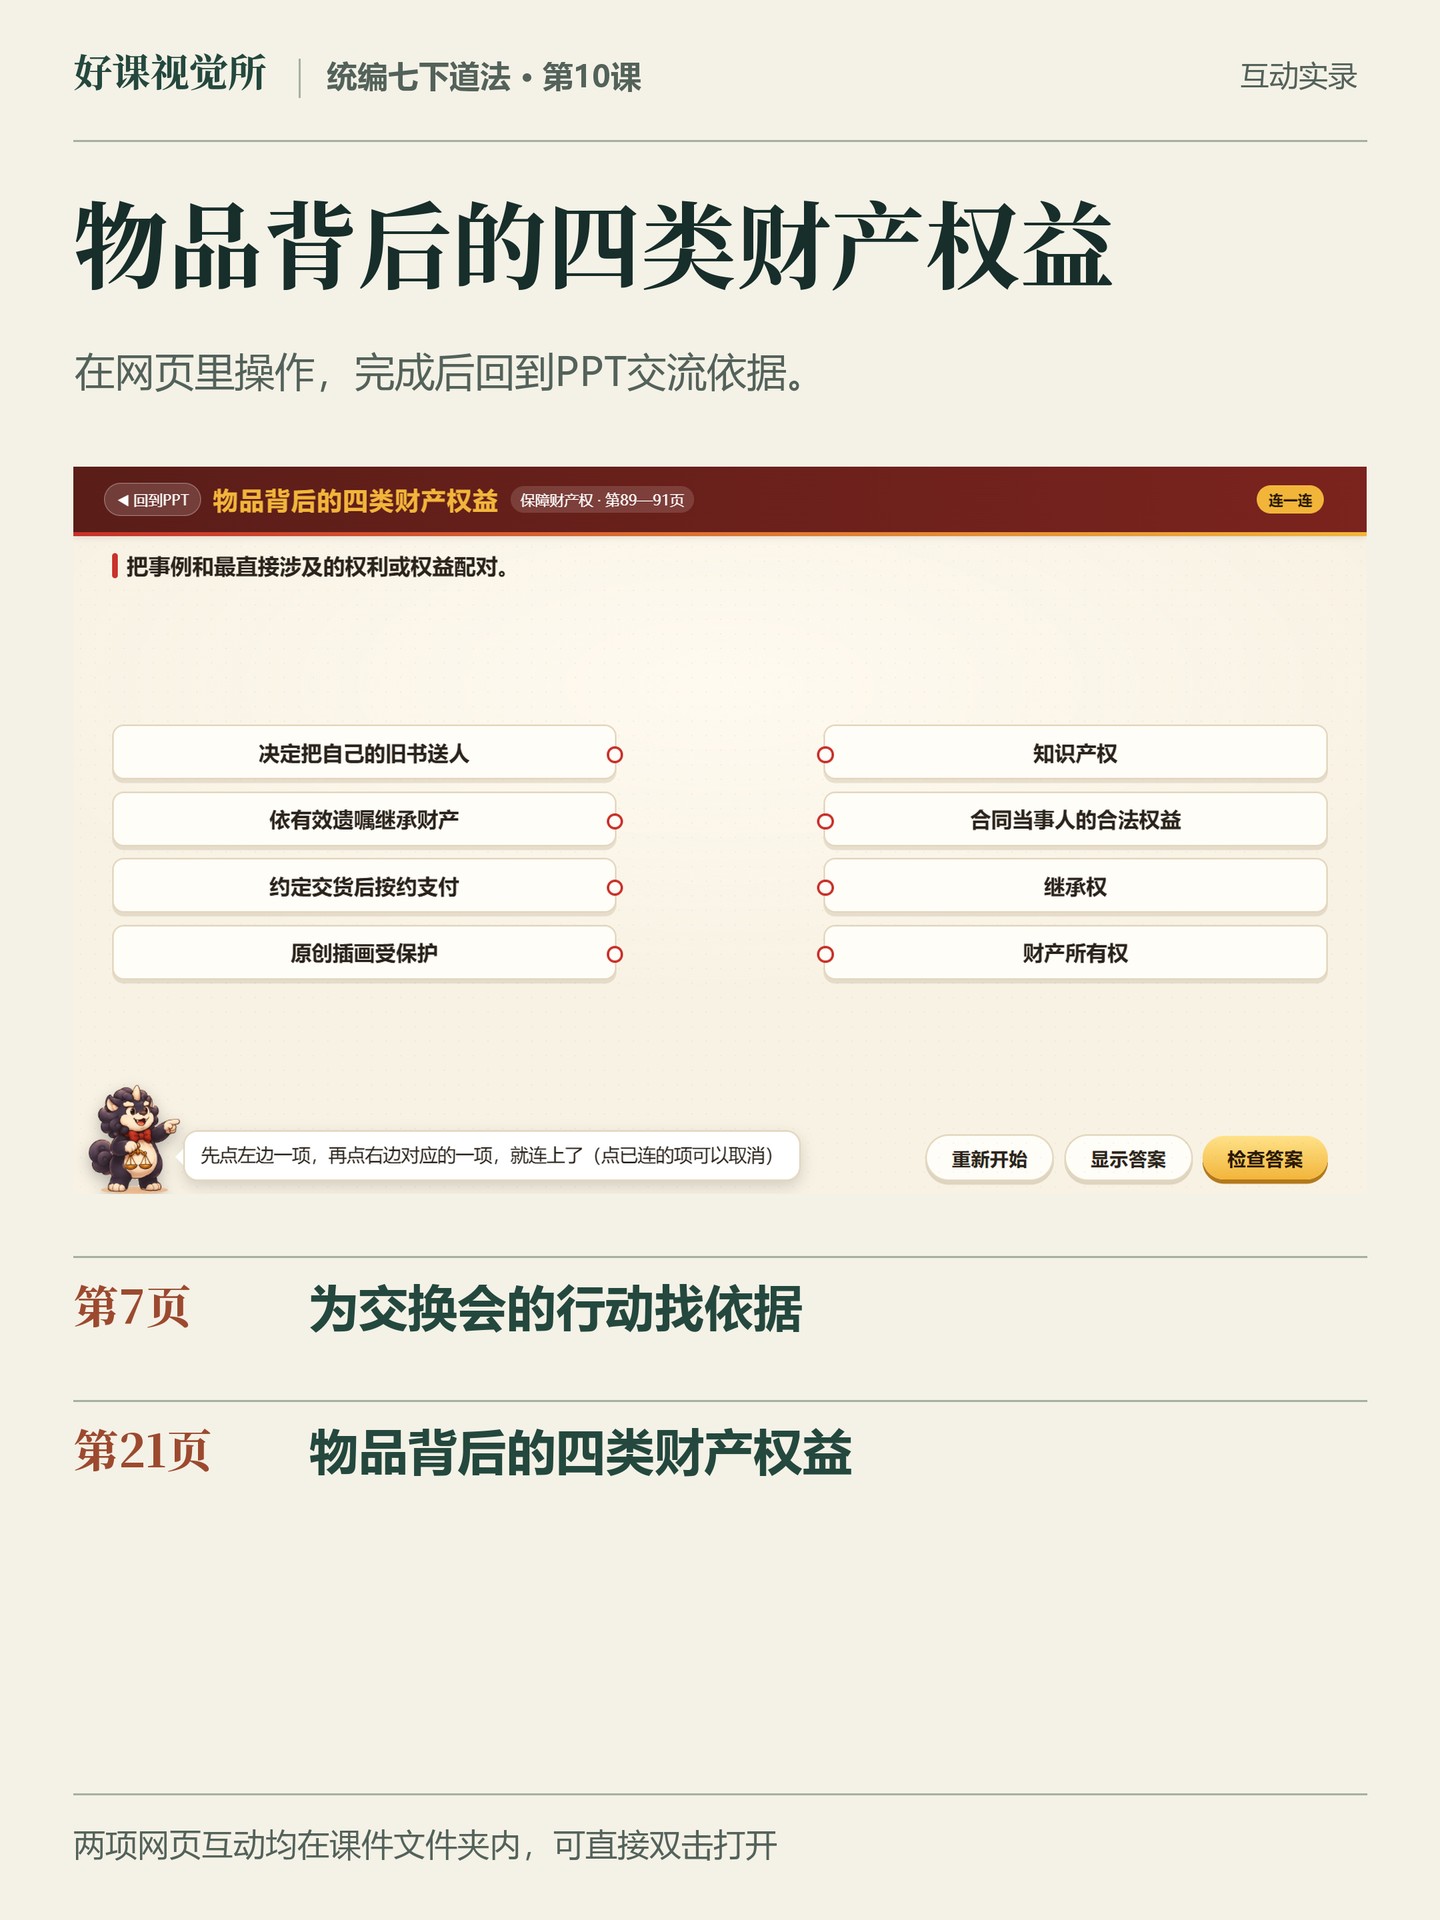 好课视觉所 统编七下道法·第10课 互动实录
物品背后的四类财产权益
在网页里操作，完成后回到PPT交流依据。
◀ 回到PPT 物品背后的四类财产权益 保障财产权·第89—91页 连一连
把事例和最直接涉及的权利或权益配对。
决定把自己的旧书送人 知识产权
依有效遗嘱继承财产 合同当事人的合法权益
约定交货后按约支付 继承权
原创插画受保护 财产所有权
先点左边一项，再点右边对应的一项，就连上了（点已连的项可以取消） 重新开始 显示答案 检查答案
第7页 为交换会的行动找依据
第21页 物品背后的四类财产权益
两项网页互动均在课件文件夹内，可直接双击打开